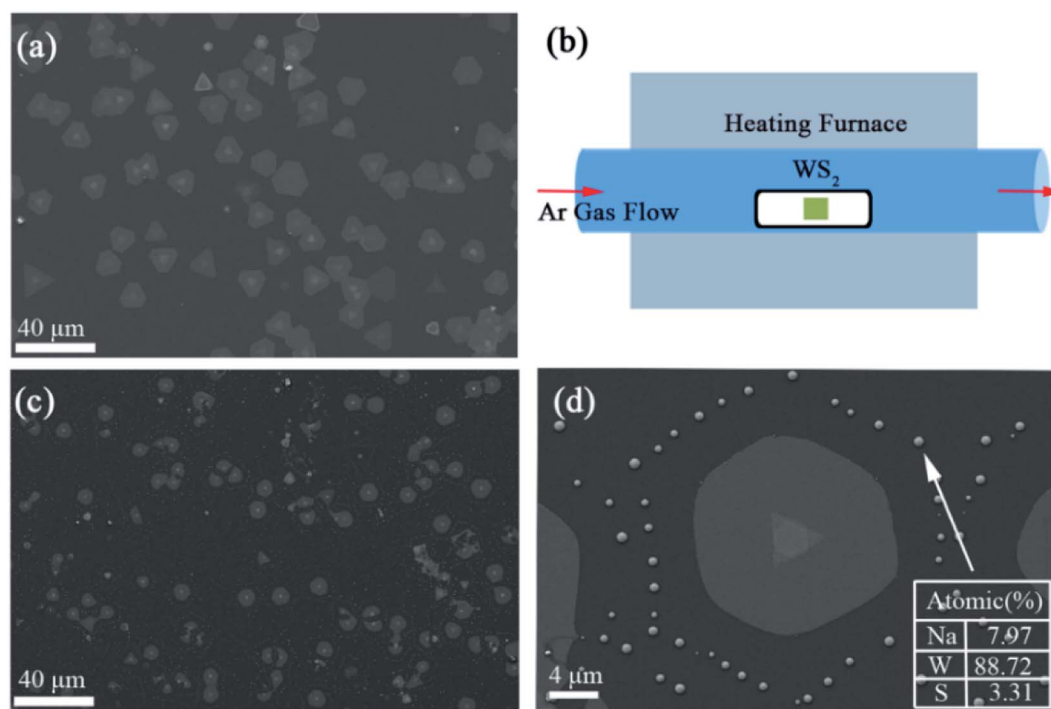 (a)
40 μm
(b)
Heating Furnace
WS₂
Ar Gas Flow
(c)
40 μm
(d)
4 μm
Atomic(%)
Na 7.97
W 88.72
S 3.31